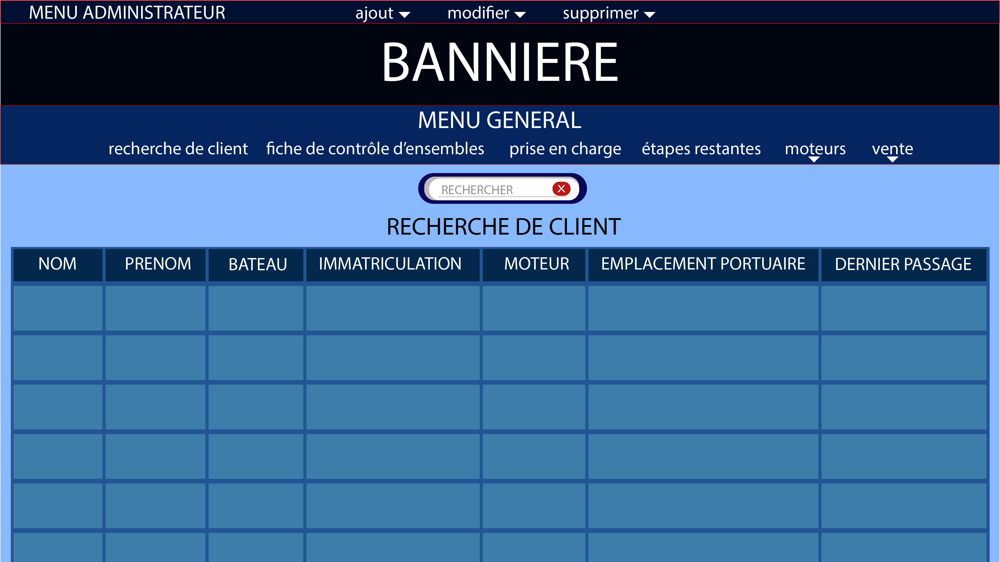 MENU ADMINISTRATEUR ajout modifier supprimer
BANNIERE
MENU GENERAL
recherche de client fiche de contrôle d’ensembles prise en charge étapes restantes moteurs vente
RECHERCHER X
RECHERCHE DE CLIENT
NOM PRENOM BATEAU IMMATRICULATION MOTEUR EMPLACEMENT PORTUAIRE DERNIER PASSAGE